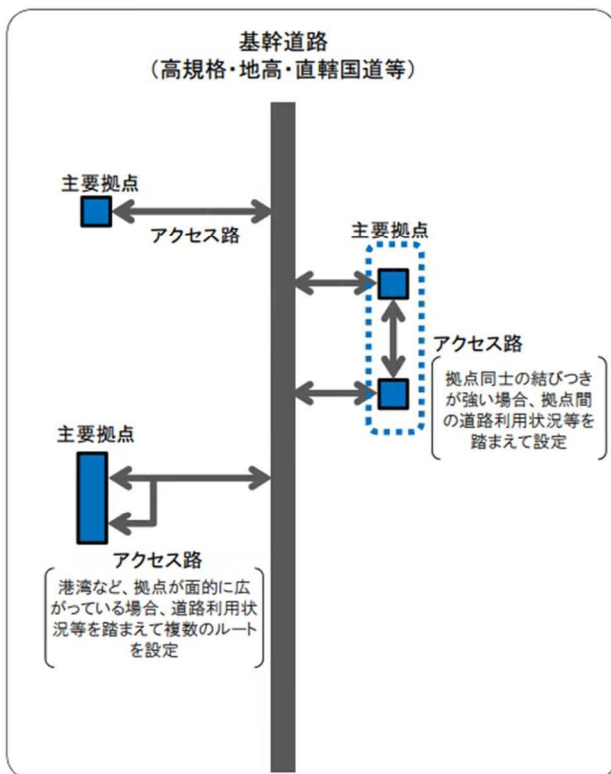 基幹道路
(高規格・地高・直轄国道等)
主要拠点
アクセス路
主要拠点
アクセス路
拠点同士の結びつき
が強い場合、拠点間
の道路利用状況等を
踏まえて設定
主要拠点
アクセス路
港湾など、拠点が面的に広
がっている場合、道路利用状
況等を踏まえて複数のルート
を設定